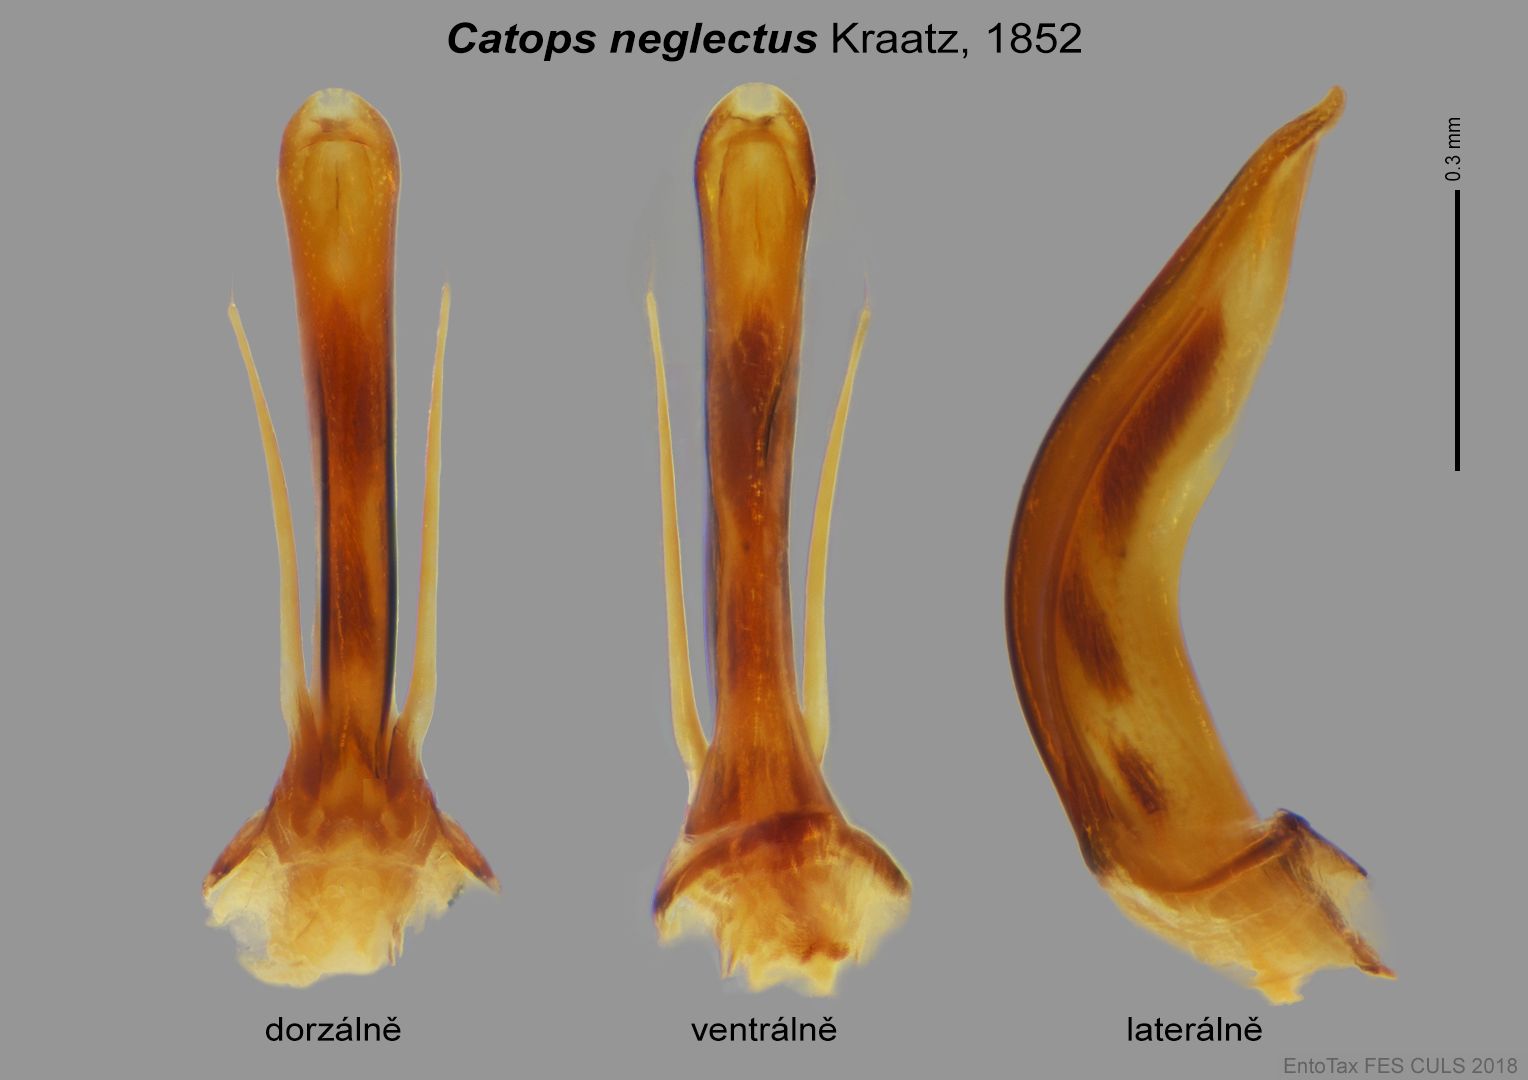 Catops neglectus Kraatz, 1852
0.3 mm
dorzálně
ventrálně
laterálně
EntoTax FES CULS 2018